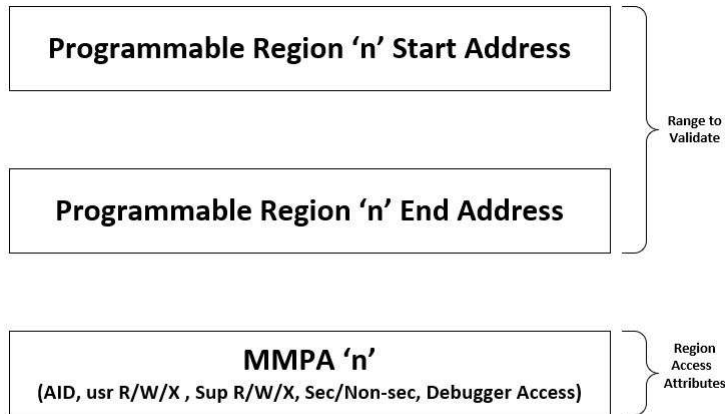 Programmable Region ‘n’ Start Address
Range to
Validate
Programmable Region ‘n’ End Address
MMPA ‘n’
(AID, usr R/W/X , Sup R/W/X, Sec/Non-sec, Debugger Access)
Region
Access
Attributes